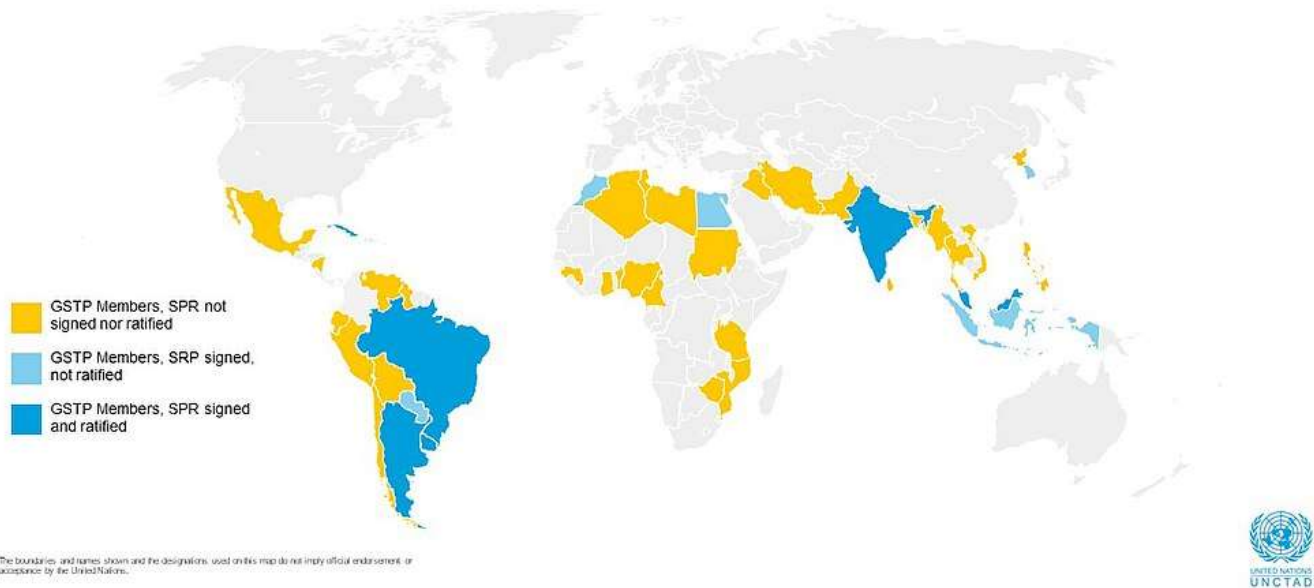 GSTP Members, SPR not
signed nor ratified
GSTP Members, SRP signed,
not ratified
GSTP Members, SPR signed
and ratified
The boundaries and names shown and the designations used on this map do not imply official endorsement or
acceptance by the United Nations.
UNITED NATIONS
UNCTAD